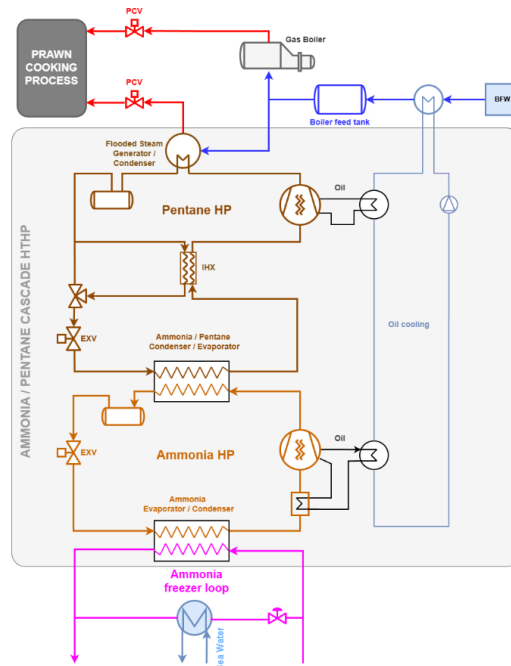 PCV
PRAWN
COOKING
PROCESS
Gas Boiler
PCV
BFW
Boiler feed tank
Flooded Steam
Generator /
Condenser
Pentane HP
Oil
IHX
EXV
Ammonia / Pentane
Condenser / Evaporator
Oil cooling
AMMONIA / PENTANE CASCADE HTHP
EXV
Ammonia HP
Oil
Ammonia
Evaporator / Condenser
Ammonia
freezer loop
Water